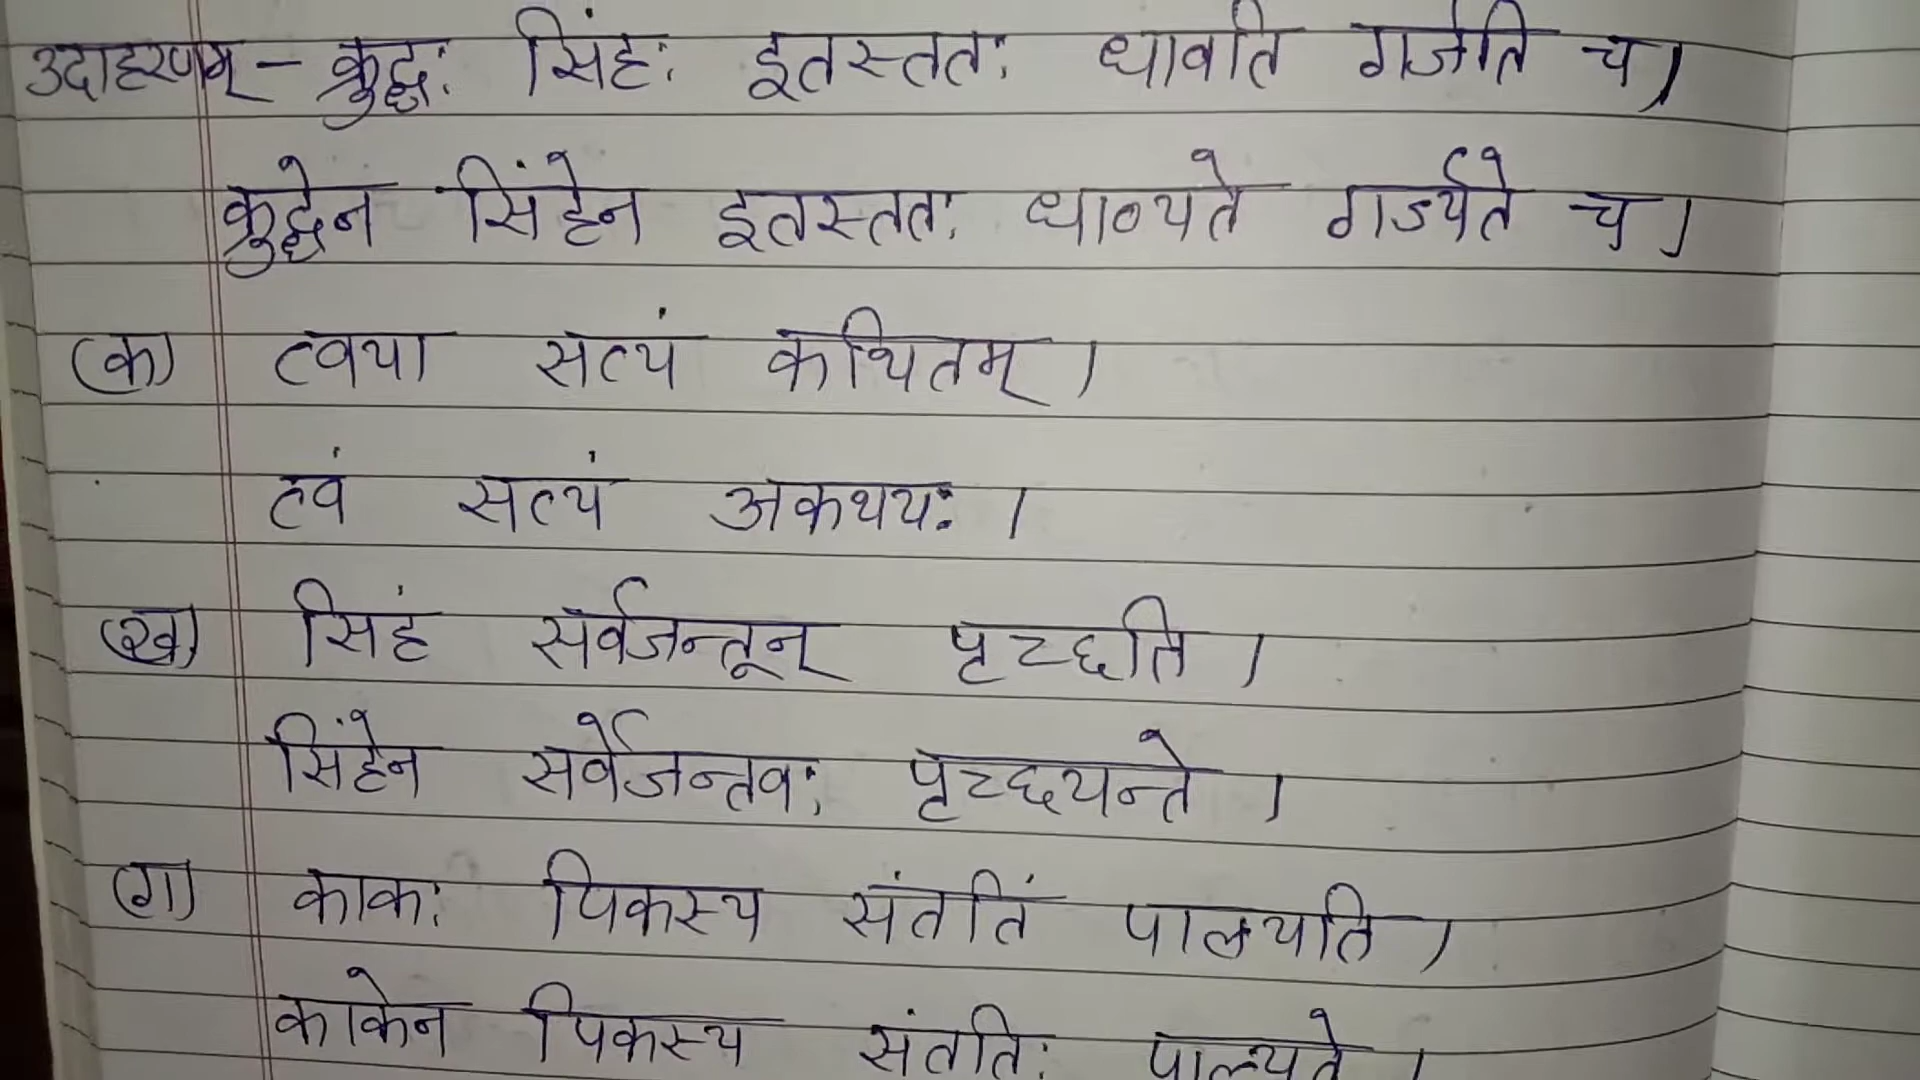 उदाहरणम् - क्रुद्धः सिंहः इतस्ततः धावति गर्जति च।
क्रुद्धेन सिंहेन इतस्ततः धाव्यते गर्ज्यते च।
(क) त्वया सत्यं कथितम्।
त्वं सत्यं अकथयः।
(ख) सिहं सर्वजन्तून् पृच्छति।
सिंहेन सर्वेजन्तवः पृच्छ्यन्ते।
(ग) काकः पिकस्य संततिं पालयति।
काकेन पिकस्य संततिः पाल्यते।